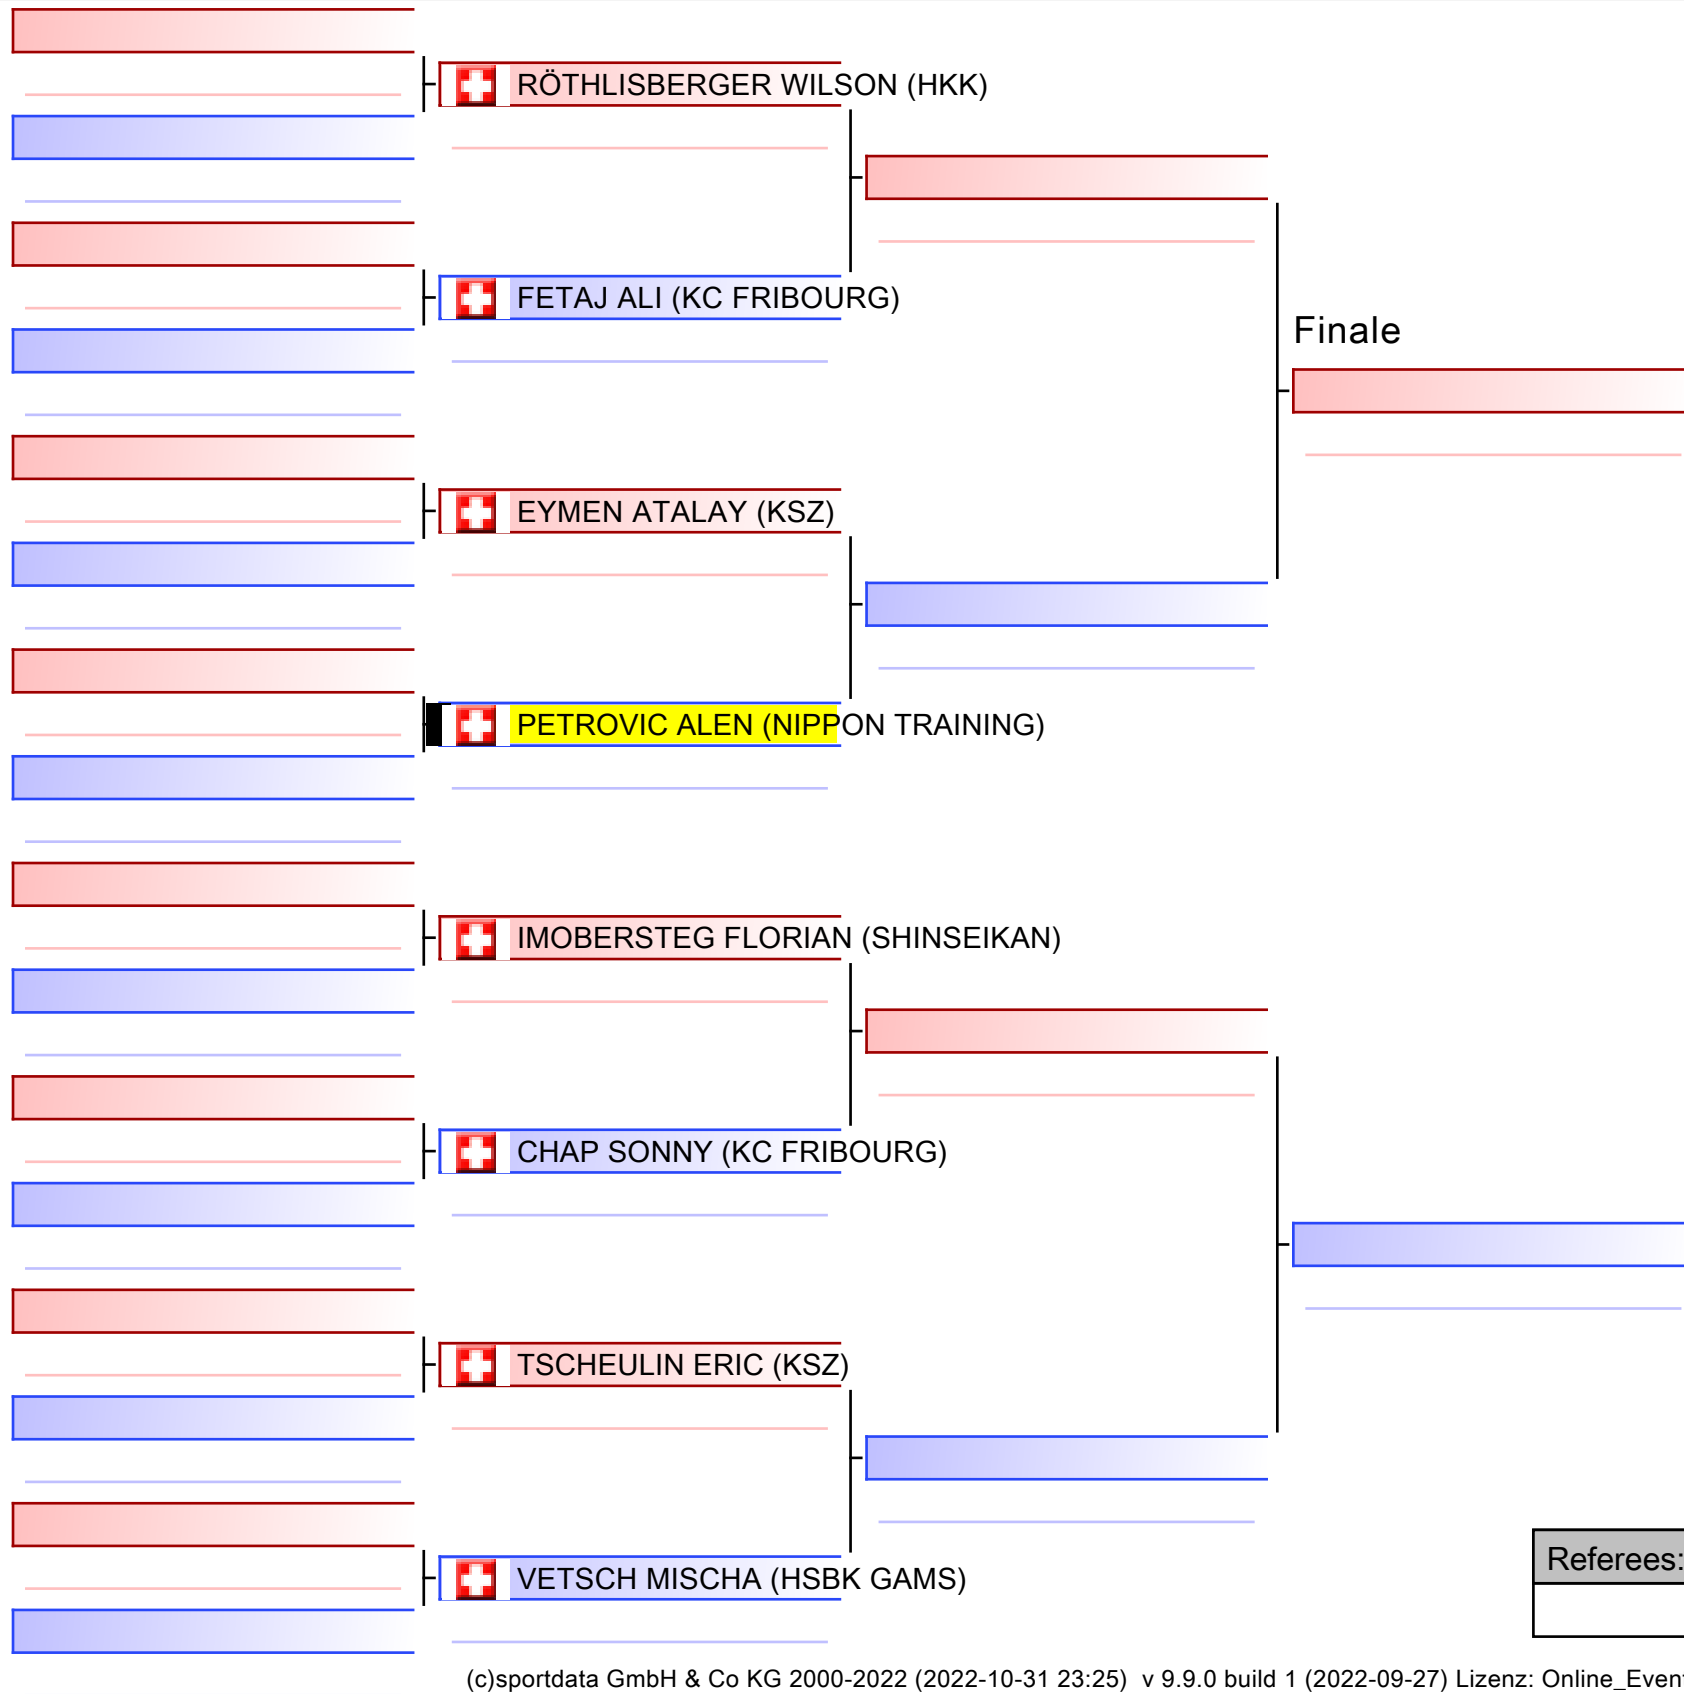 RÖTHLISBERGER WILSON (HKK)
FETAJ ALI (KC FRIBOURG)
Finale
EYMEN ATALAY (KSZ)
PETROVIC ALEN (NIPPON TRAINING)
IMOBERSTEG FLORIAN (SHINSEIKAN)
CHAP SONNY (KC FRIBOURG)
TSCHEULIN ERIC (KSZ)
Referees:
VETSCH MISCHA (HSBK GAMS)
(c)sportdata GmbH & Co KG 2000-2022 (2022-10-31 23:25) v 9.9.0 build 1 (2022-09-27) Lizenz: Online_Event